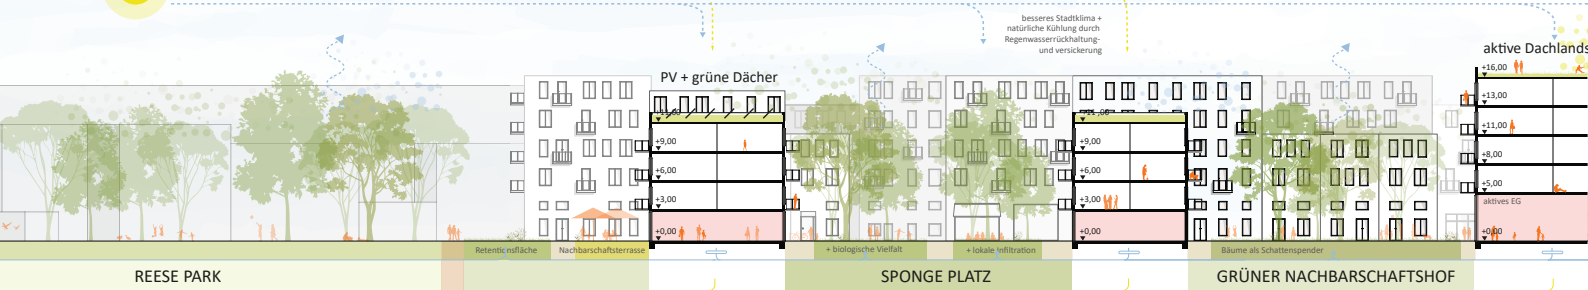 besseres Stadtklima +
natürliche Kühlung durch
Regenwasserrückhaltung-
und versickerung
aktive Dachlands
PV + grüne Dächer
+16,00
+13,00
+11,00
+8,00
+5,00
aktives EG
+0,00
+9,00
+6,00
+3,00
+0,00
+9,00
+6,00
+3,00
+0,00
Retentionsfläche
Nachbarschaftsterrasse
+ biologische Vielfalt
+ lokale Infiltration
Bäume als Schattenspender
REESE PARK
SPONGE PLATZ
GRÜNER NACHBARSCHAFTSHOF